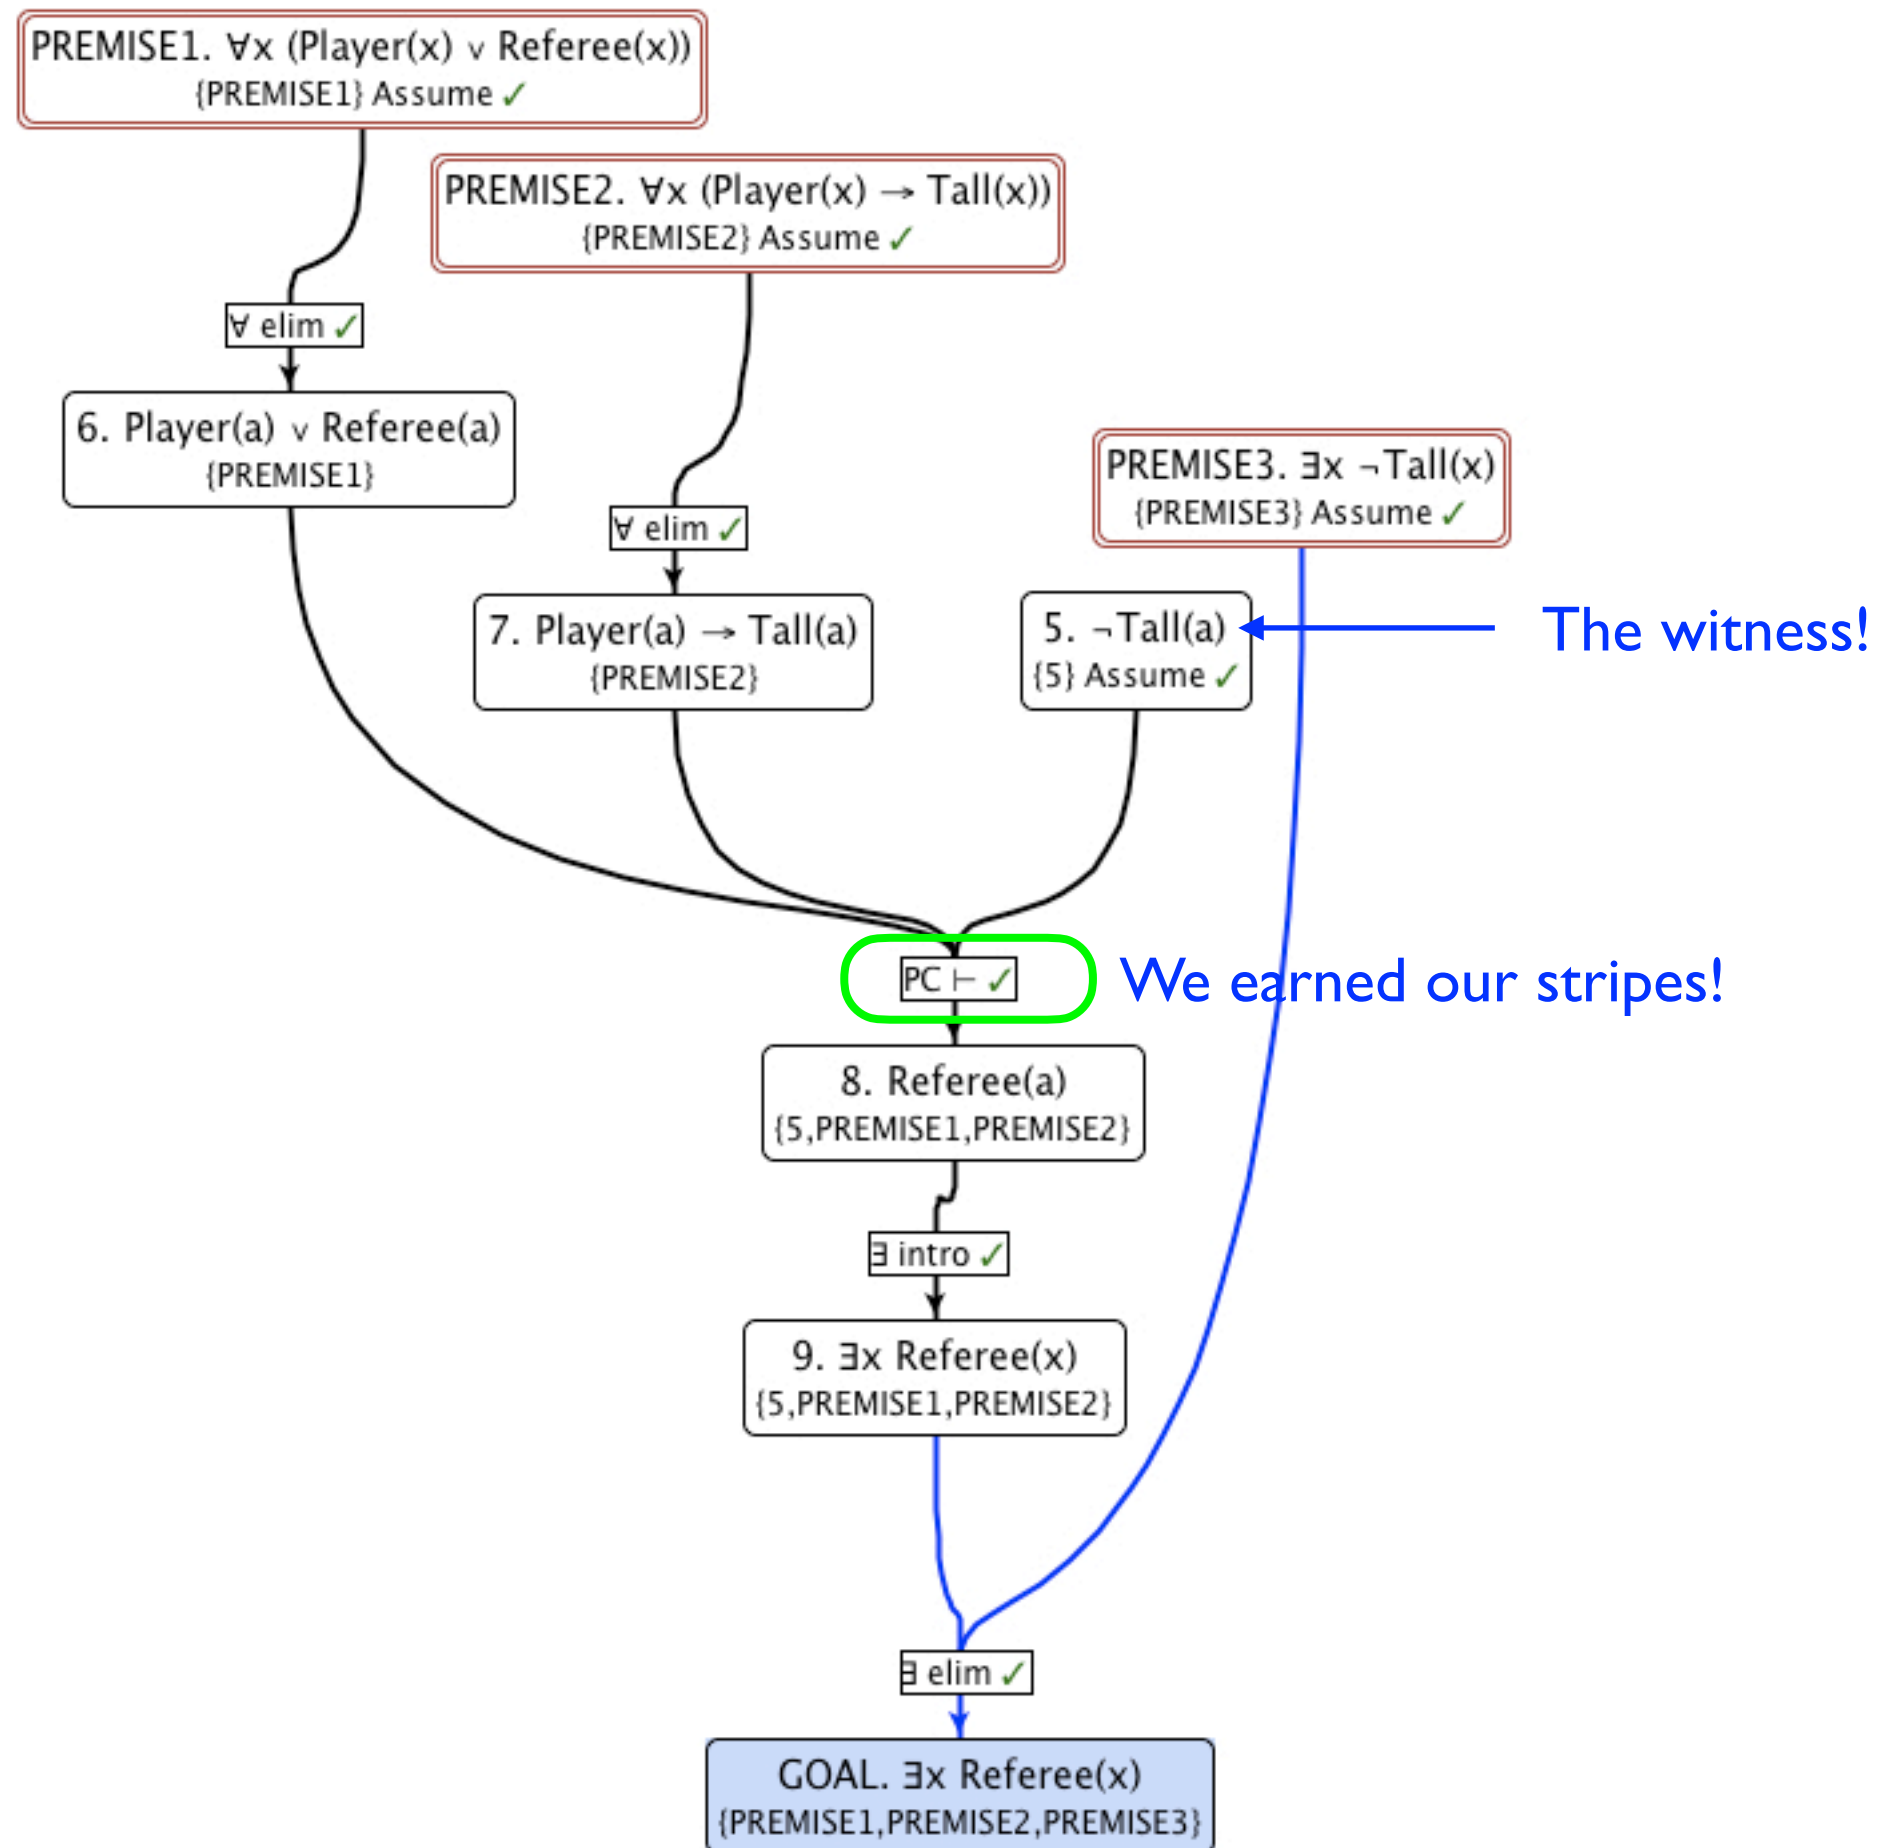 PREMISE1. ∀x (Player(x) ∨ Referee(x))
{PREMISE1} Assume ✓
PREMISE2. ∀x (Player(x) → Tall(x))
{PREMISE2} Assume ✓
∀ elim ✓
6. Player(a) ∨ Referee(a)
{PREMISE1}
PREMISE3. ∃x ¬Tall(x)
{PREMISE3} Assume ✓
∀ elim ✓
7. Player(a) → Tall(a)
{PREMISE2}
5. ¬Tall(a)
{5} Assume ✓
The witness!
PC ⊢ ✓
We earned our stripes!
8. Referee(a)
{5,PREMISE1,PREMISE2}
∃ intro ✓
9. ∃x Referee(x)
{5,PREMISE1,PREMISE2}
∃ elim ✓
GOAL. ∃x Referee(x)
{PREMISE1,PREMISE2,PREMISE3}